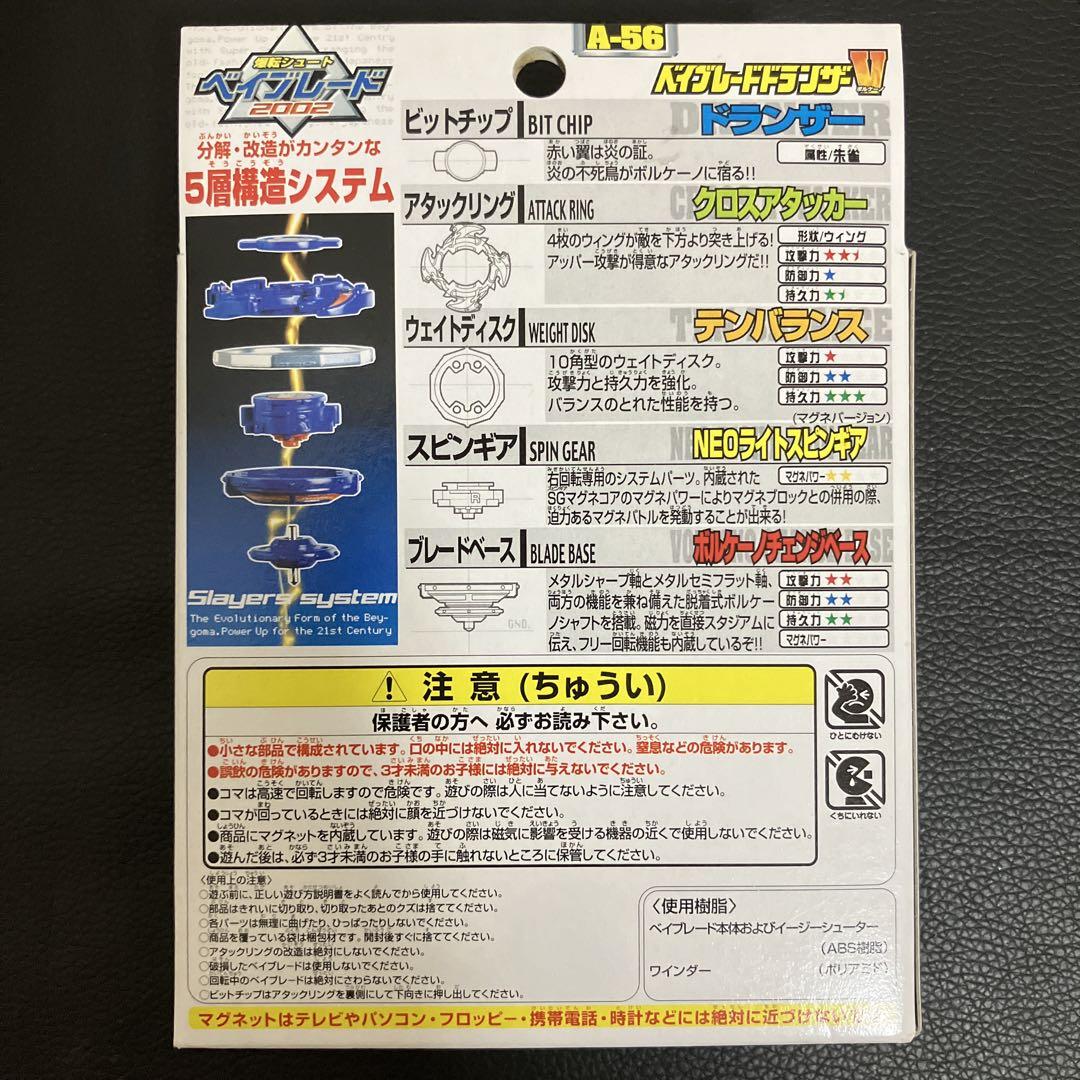 A-56
爆転シュート
ベイブレード
2002
ベイブレードドランザーV
ボルケーノ
分解・改造がカンタンな
5層構造システム
Slayers system
The Evolutionary Form of the Bey-
goma.Power Up for the 21st Century
ビットチップ BIT CHIP ドランザー
赤い翼は炎の証。
炎の不死鳥がボルケーノに宿る!!
属性/朱雀
アタックリング ATTACK RING クロスアタッカー
4枚のウィングが敵を下方より突き上げる!
アッパー攻撃が得意なアタックリングだ!!
形状/ウィング
攻撃力
防御力 ★
持久力
ウェイトディスク WEIGHT DISK テンバランス
10角型のウェイトディスク。
攻撃力と持久力を強化。
バランスのとれた性能を持つ。
攻撃力 ★
防御力 ★★
持久力 ★★★
(マグネバージョン)
スピンギア SPIN GEAR NEOライトスピンギア
R
右回転専用のシステムパーツ。内蔵された
SGマグネコアのマグネパワーによりマグネブロックとの併用の際、
迫力あるマグネバトルを発動することが出来る!
マグネパワー ★★
ブレードベース BLADE BASE ボルケーノチェンジベース
GND.
メタルシャープ軸とメタルセミフラット軸、
両方の機能を兼ね備えた脱着式ボルケー
ノシャフトを搭載。磁力を直接スタジアムに
伝え、フリー回転機能も内蔵しているぞ!!
攻撃力 ★★
防御力 ★★
持久力 ★★
マグネパワー
注意(ちゅうい)
保護者の方へ 必ずお読み下さい。
●小さな部品で構成されています。口の中には絶対に入れないでください。窒息などの危険があります。
●誤飲の危険がありますので、3才未満のお子様には絶対に与えないでください。
●コマは高速で回転しますので危険です。遊びの際は人に当てないように注意してください。
●コマが回っているときには絶対に顔を近づけないでください。
●商品にマグネットを内蔵しています。遊びの際は磁気に影響を受ける機器の近くで使用しないでください。
●遊んだ後は、必ず3才未満のお子様の手に触れないところに保管してください。
ひとにむけない
くちにいれない
〈使用上の注意〉
○遊ぶ前に、正しい遊び方説明書をよく読んでから使用してください。
○部品はきれいに切り取り、切り取ったあとのクズは捨ててください。
○各パーツは無理に曲げたり、ひっぱったりしないでください。
○商品を覆っている袋は梱包材です。開封後すぐに捨ててください。
○アタックリングの改造は絶対にしないでください。
○破損したベイブレードは使用しないでください。
○回転中のベイブレードは絶対にさわらないでください。
○ビットチップはアタックリングを裏側にして下向きに押し出してください。
〈使用樹脂〉
ベイブレード本体およびイージーシューター
(ABS樹脂)
ワインダー (ポリアミド)
マグネットはテレビやパソコン・フロッピー・携帯電話・時計などには絶対に近づけない!!